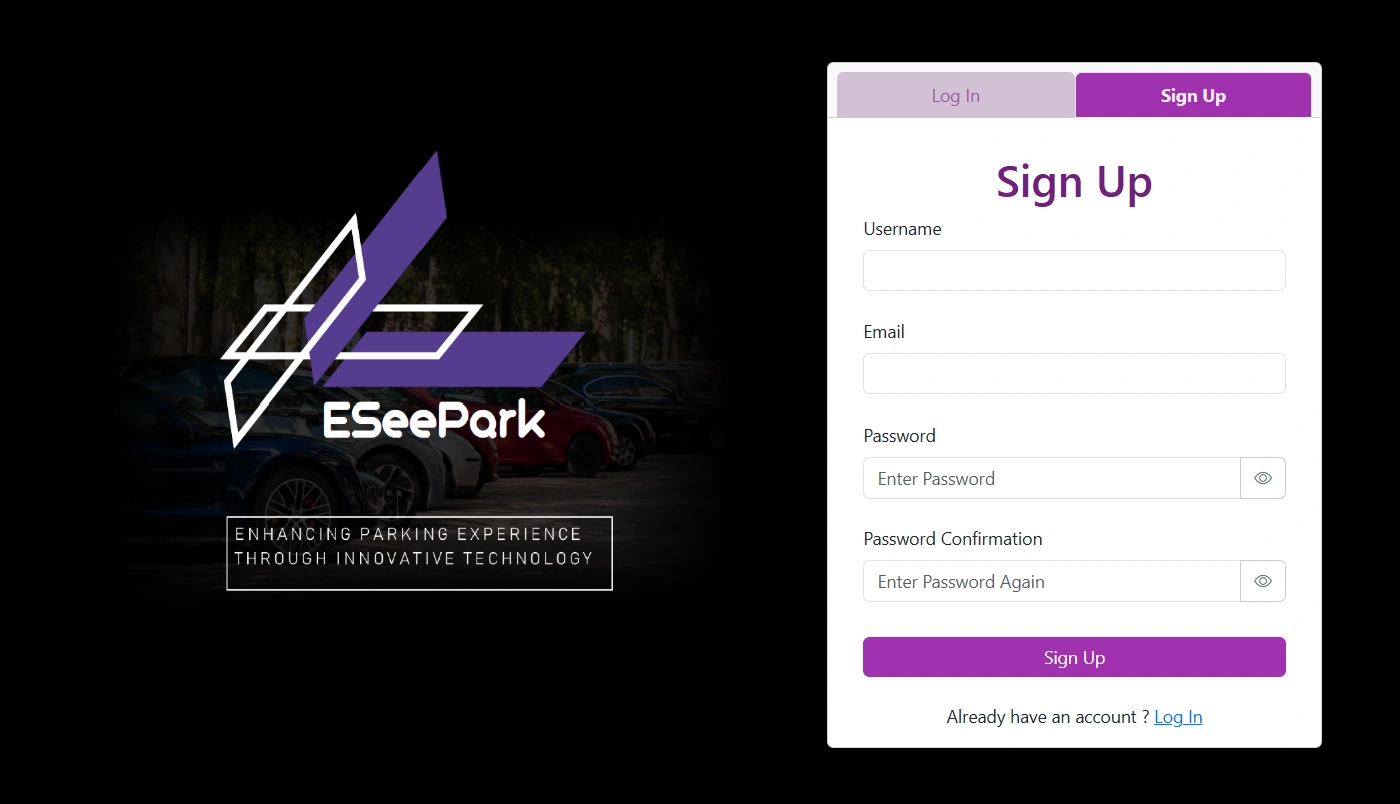 ESeePark
ENHANCING PARKING EXPERIENCE
THROUGH INNOVATIVE TECHNOLOGY
Log In
Sign Up
Sign Up
Username
Email
Password
Enter Password
Password Confirmation
Enter Password Again
Sign Up
Already have an account ? Log In